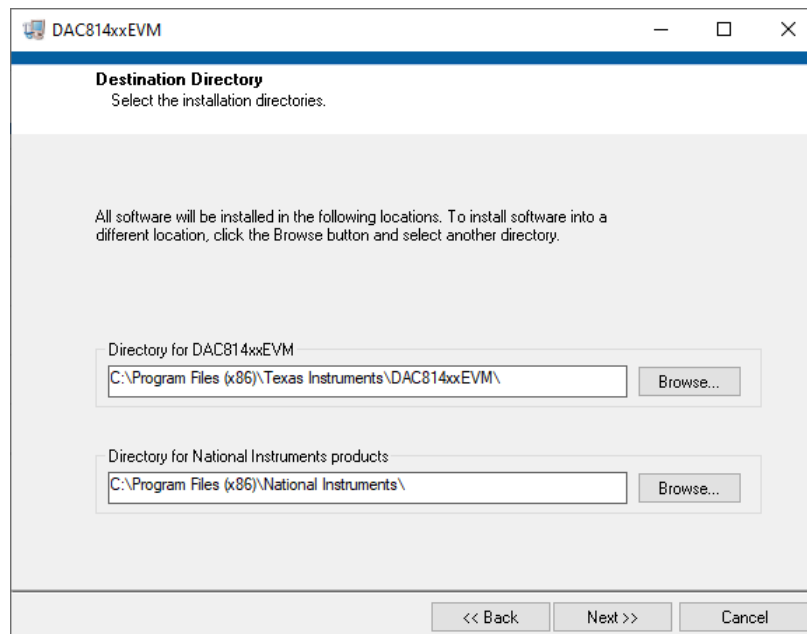 DAC814xxEVM
Destination Directory
Select the installation directories.
All software will be installed in the following locations. To install software into a
different location, click the Browse button and select another directory.
Directory for DAC814xxEVM
C:\Program Files (x86)\Texas Instruments\DAC814xxEVM\
Browse...
Directory for National Instruments products
C:\Program Files (x86)\National Instruments\
Browse...
<< Back
Next >>
Cancel